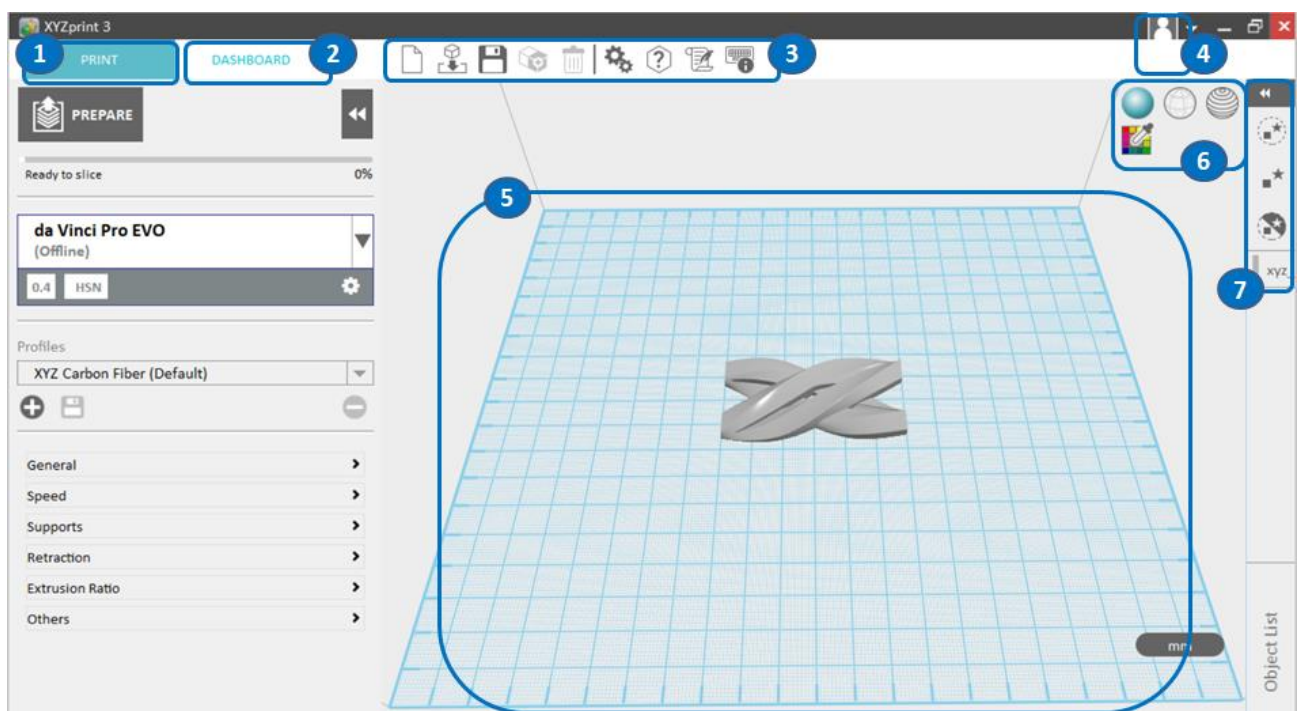 XYZprint 3
1
PRINT
DASHBOARD
2
3
4
PREPARE
Ready to slice
0%
da Vinci Pro EVO
(Offline)
0.4
HSN
Profiles
XYZ Carbon Fiber (Default)
General
Speed
Supports
Retraction
Extrusion Ratio
Others
5
6
xyz_
7
mm
Object List